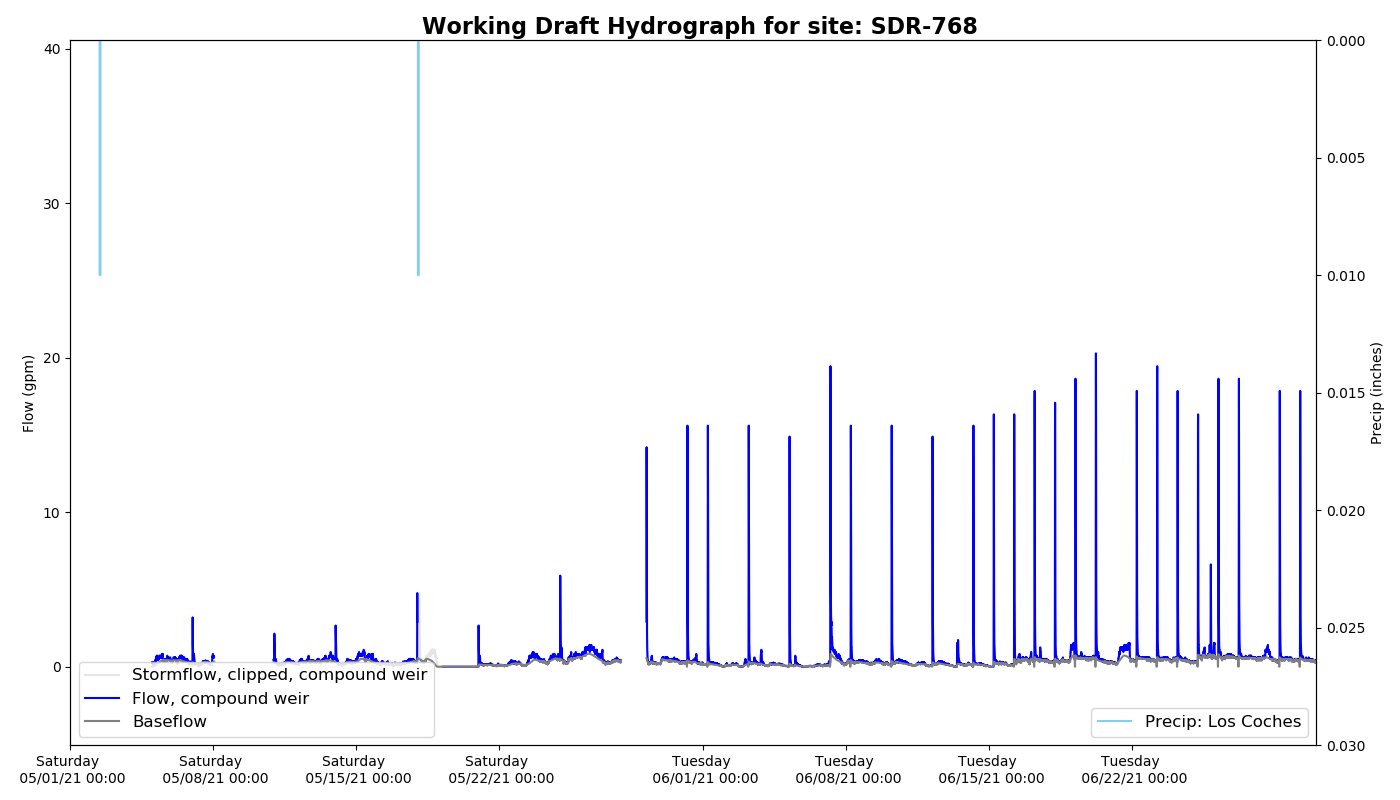 Working Draft Hydrograph for site: SDR-768
40
30
20
10
0
Flow (gpm)
0.000
0.005
0.010
0.015
0.020
0.025
0.030
Precip (inches)
Stormflow, clipped, compound weir
Flow, compound weir
Baseflow
Precip: Los Coches
Saturday
05/01/21 00:00
Saturday
05/08/21 00:00
Saturday
05/15/21 00:00
Saturday
05/22/21 00:00
Tuesday
06/01/21 00:00
Tuesday
06/08/21 00:00
Tuesday
06/15/21 00:00
Tuesday
06/22/21 00:00